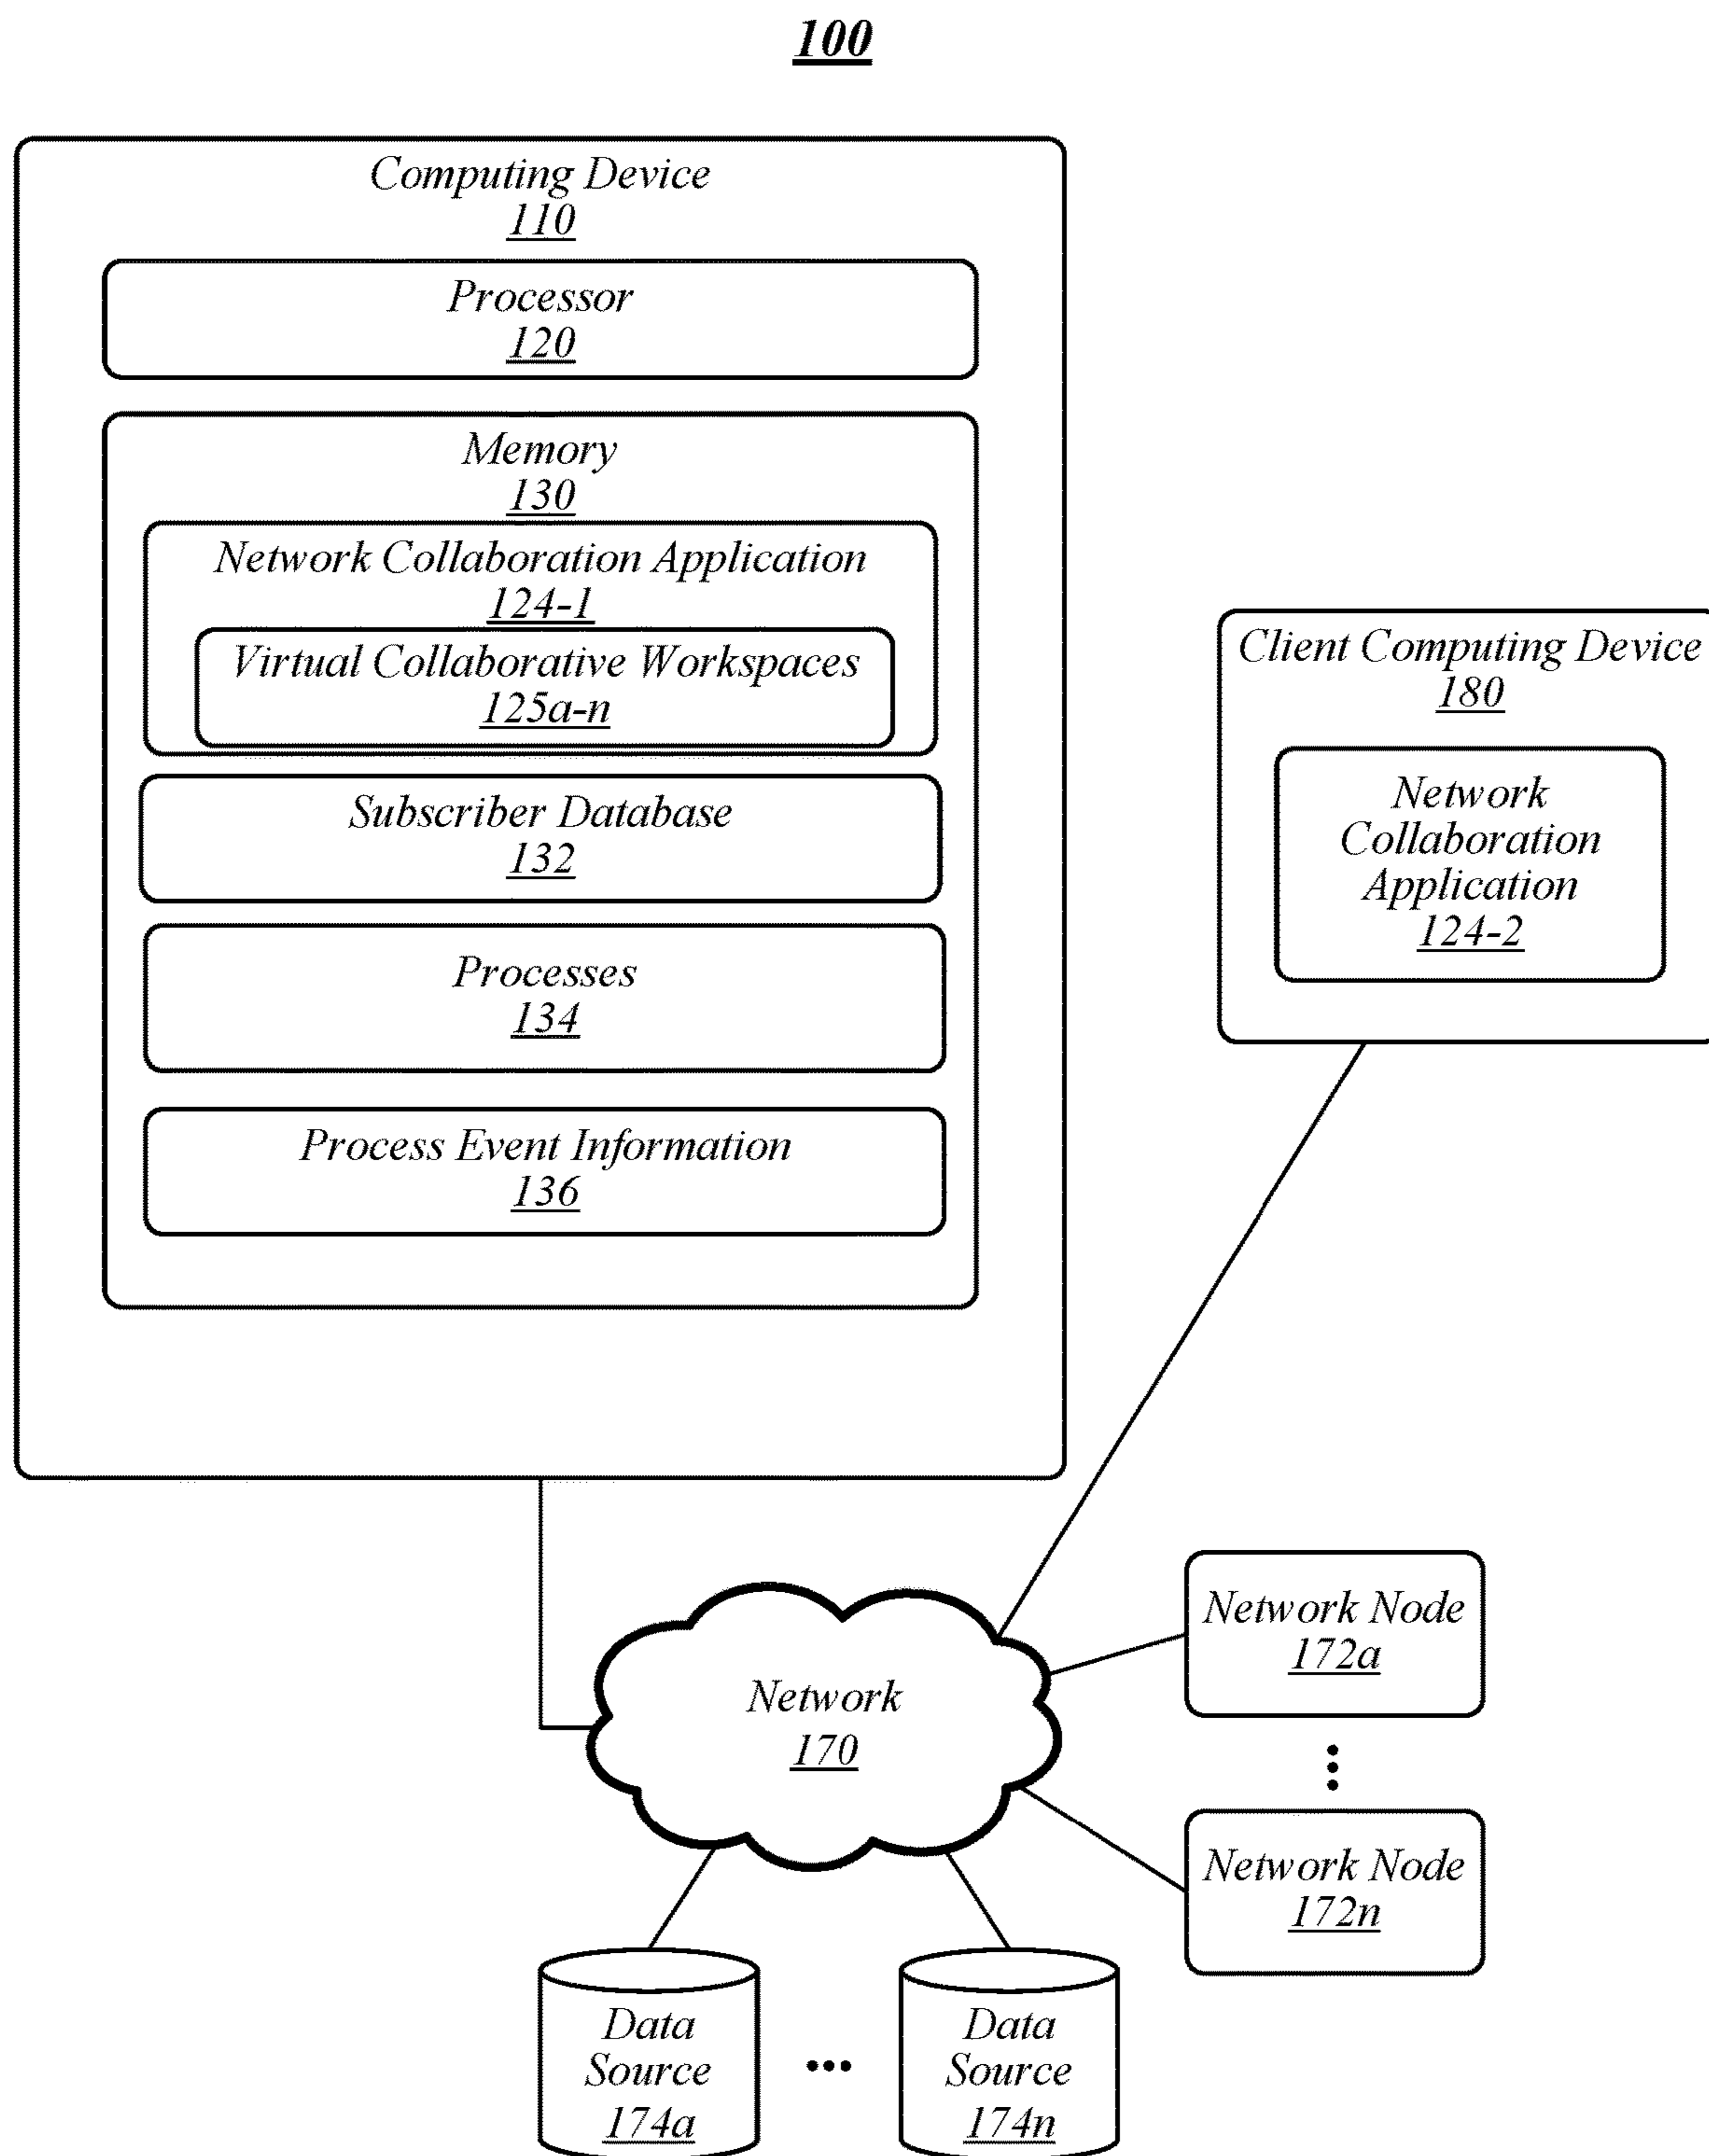 100
Computing Device
110
Processor
120
Memory
130
Network Collaboration Application
124-1
Virtual Collaborative Workspaces
125a-n
Subscriber Database
132
Processes
134
Process Event Information
136
Client Computing Device
180
Network
Collaboration
Application
124-2
Network
170
Network Node
172a
Network Node
172n
Data
Source
174a
Data
Source
174n